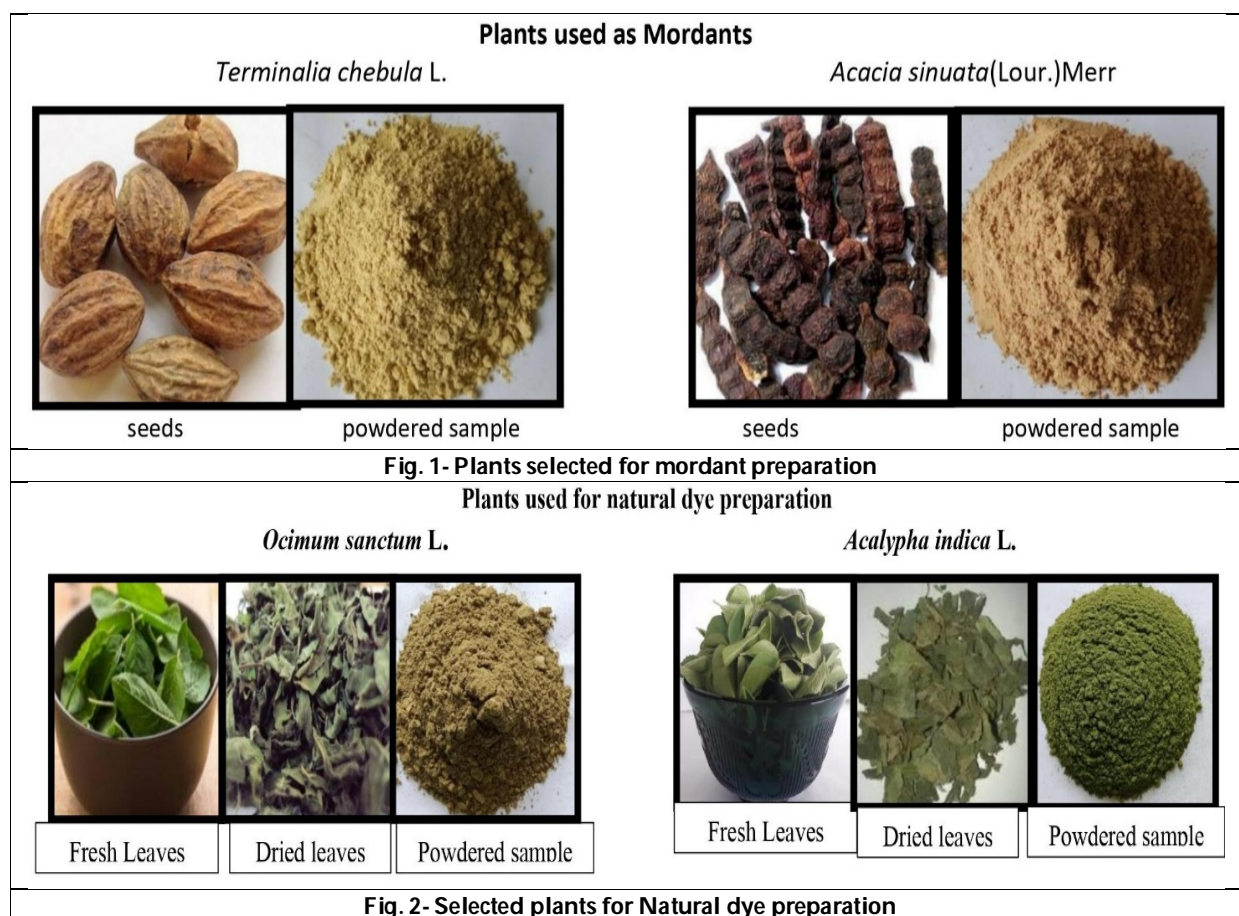 Plants used as Mordants
Terminalia chebula L.
Acacia sinuata(Lour.)Merr
seeds
powdered sample
seeds
powdered sample
Fig. 1- Plants selected for mordant preparation
Plants used for natural dye preparation
Ocimum sanctum L.
Acalypha indica L.
Fresh Leaves
Dried leaves
Powdered sample
Fresh Leaves
Dried leaves
Powdered sample
Fig. 2- Selected plants for Natural dye preparation